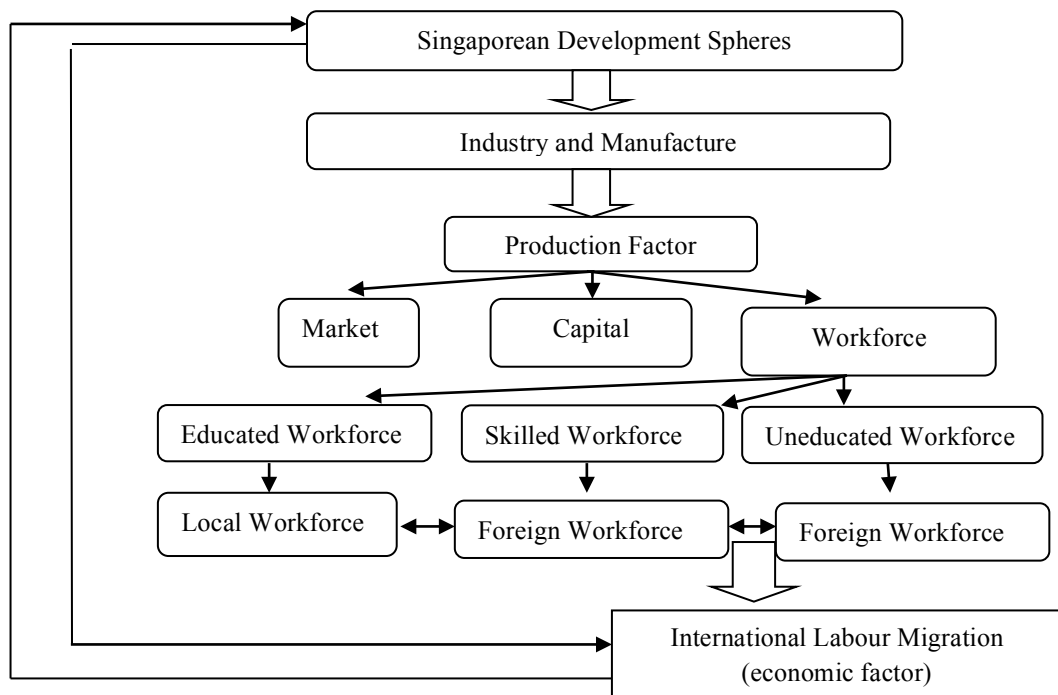 Singaporean Development Spheres
Industry and Manufacture
Production Factor
Market
Capital
Workforce
Educated Workforce
Skilled Workforce
Uneducated Workforce
Local Workforce
Foreign Workforce
Foreign Workforce
International Labour Migration
(economic factor)